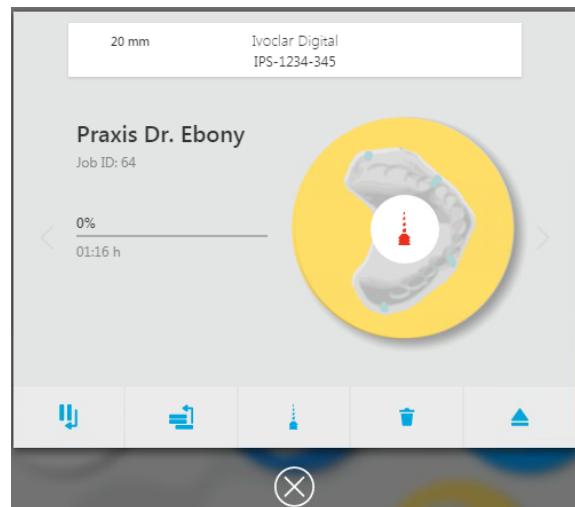 20 mm
Ivoclar Digital
IPS-1234-345
Praxis Dr. Ebony
Job ID: 64
0%
01:16 h